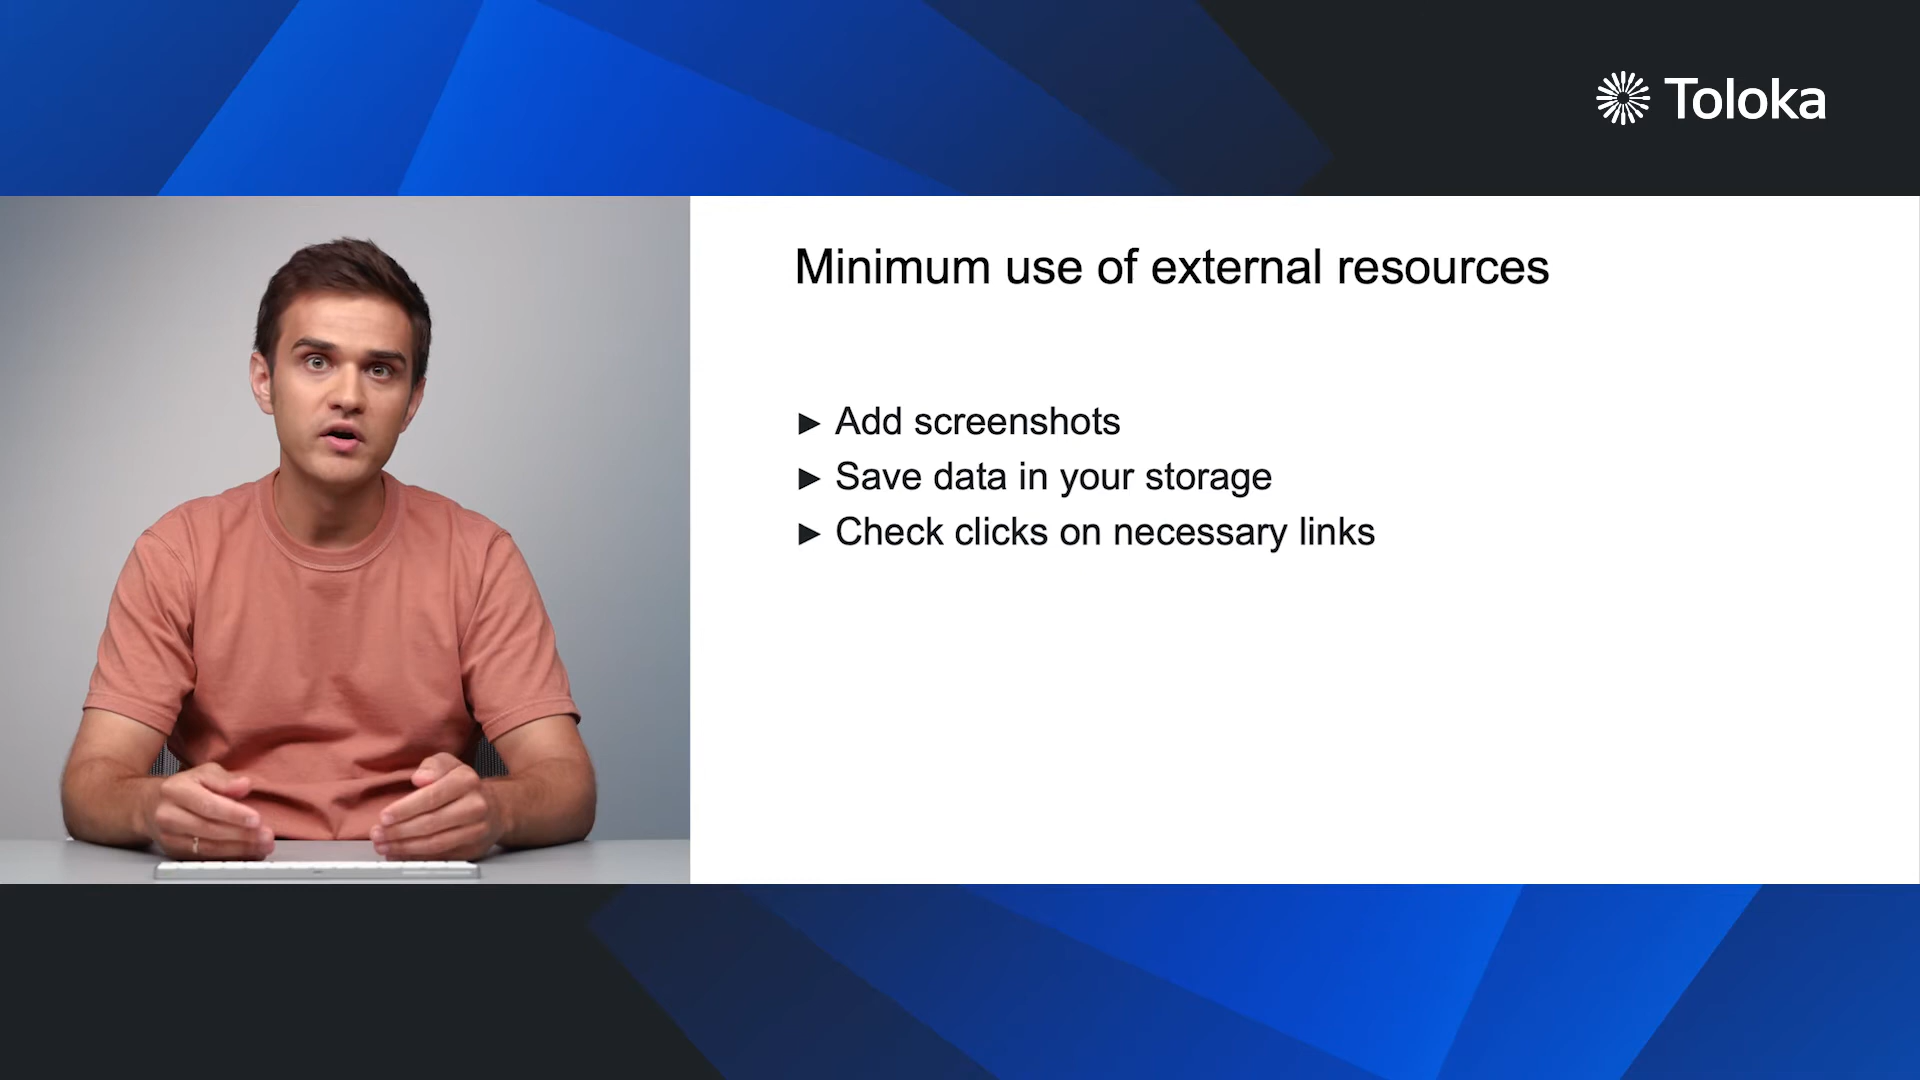 Toloka
Minimum use of external resources
► Add screenshots
► Save data in your storage
► Check clicks on necessary links